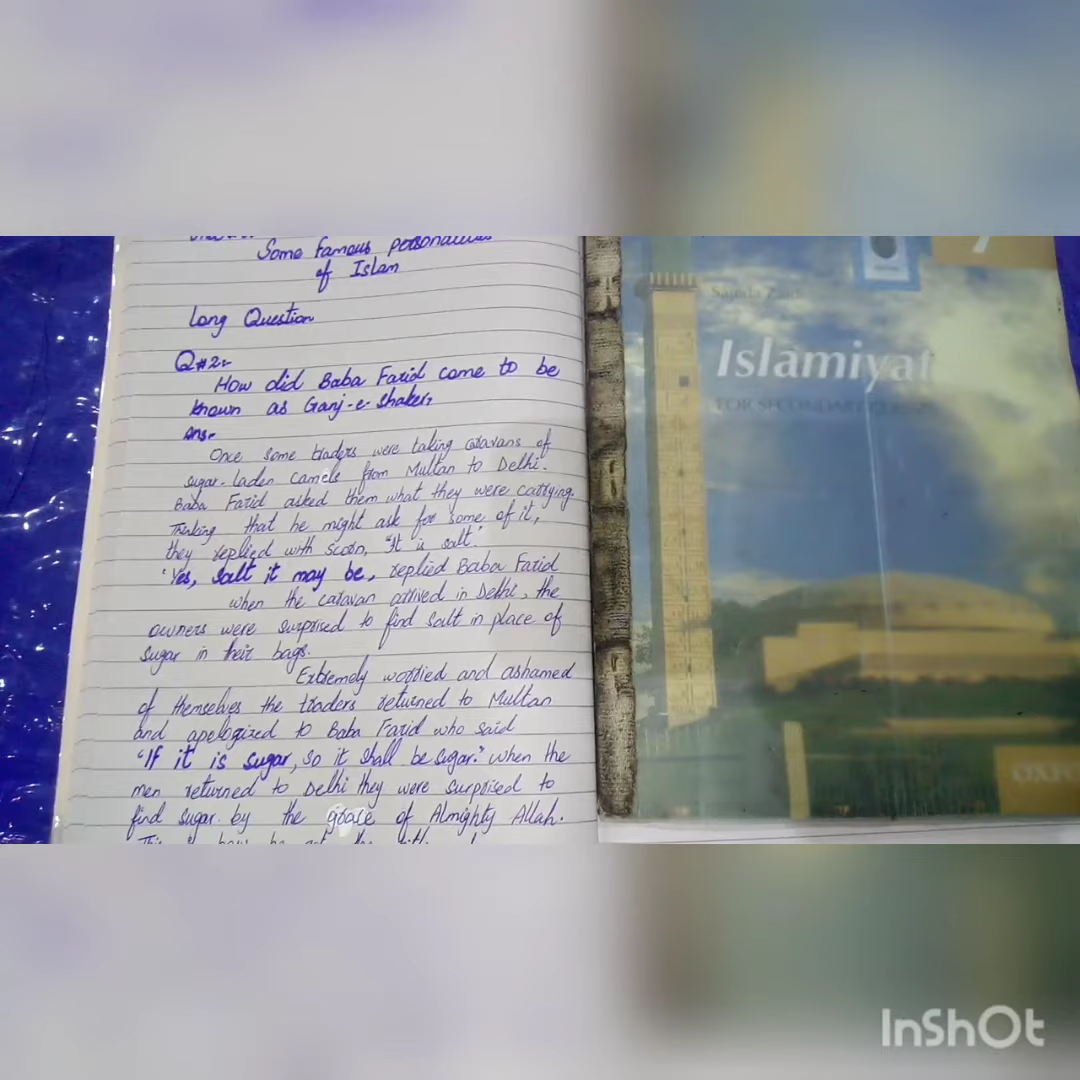 Some famous personalities
of Islam
Long Question
Q#2:-
How did Baba Farid come to be
known as Ganj-e-Shaker?
Ans:-
Once some traders were taking caravans of
sugar-laden camels from Multan to Delhi.
Baba Farid asked them what they were carrying.
Thinking that he might ask for some of it,
they replied with scorn, "It is salt".
"Yes, salt it may be, replied Baba Farid
when the caravan arrived in Delhi, the
owners were surprised to find salt in place of
sugar in their bags.
Extremely worried and ashamed
of themselves the traders returned to Multan
and apelogized to Baba Farid who said
"If it is sugar, so it shall be sugar." when the
men returned to Delhi they were surprised to
find sugar by the grace of Almighty Allah.
7
Islamiyat
FOR SECONDARY
OXFO
InShOt